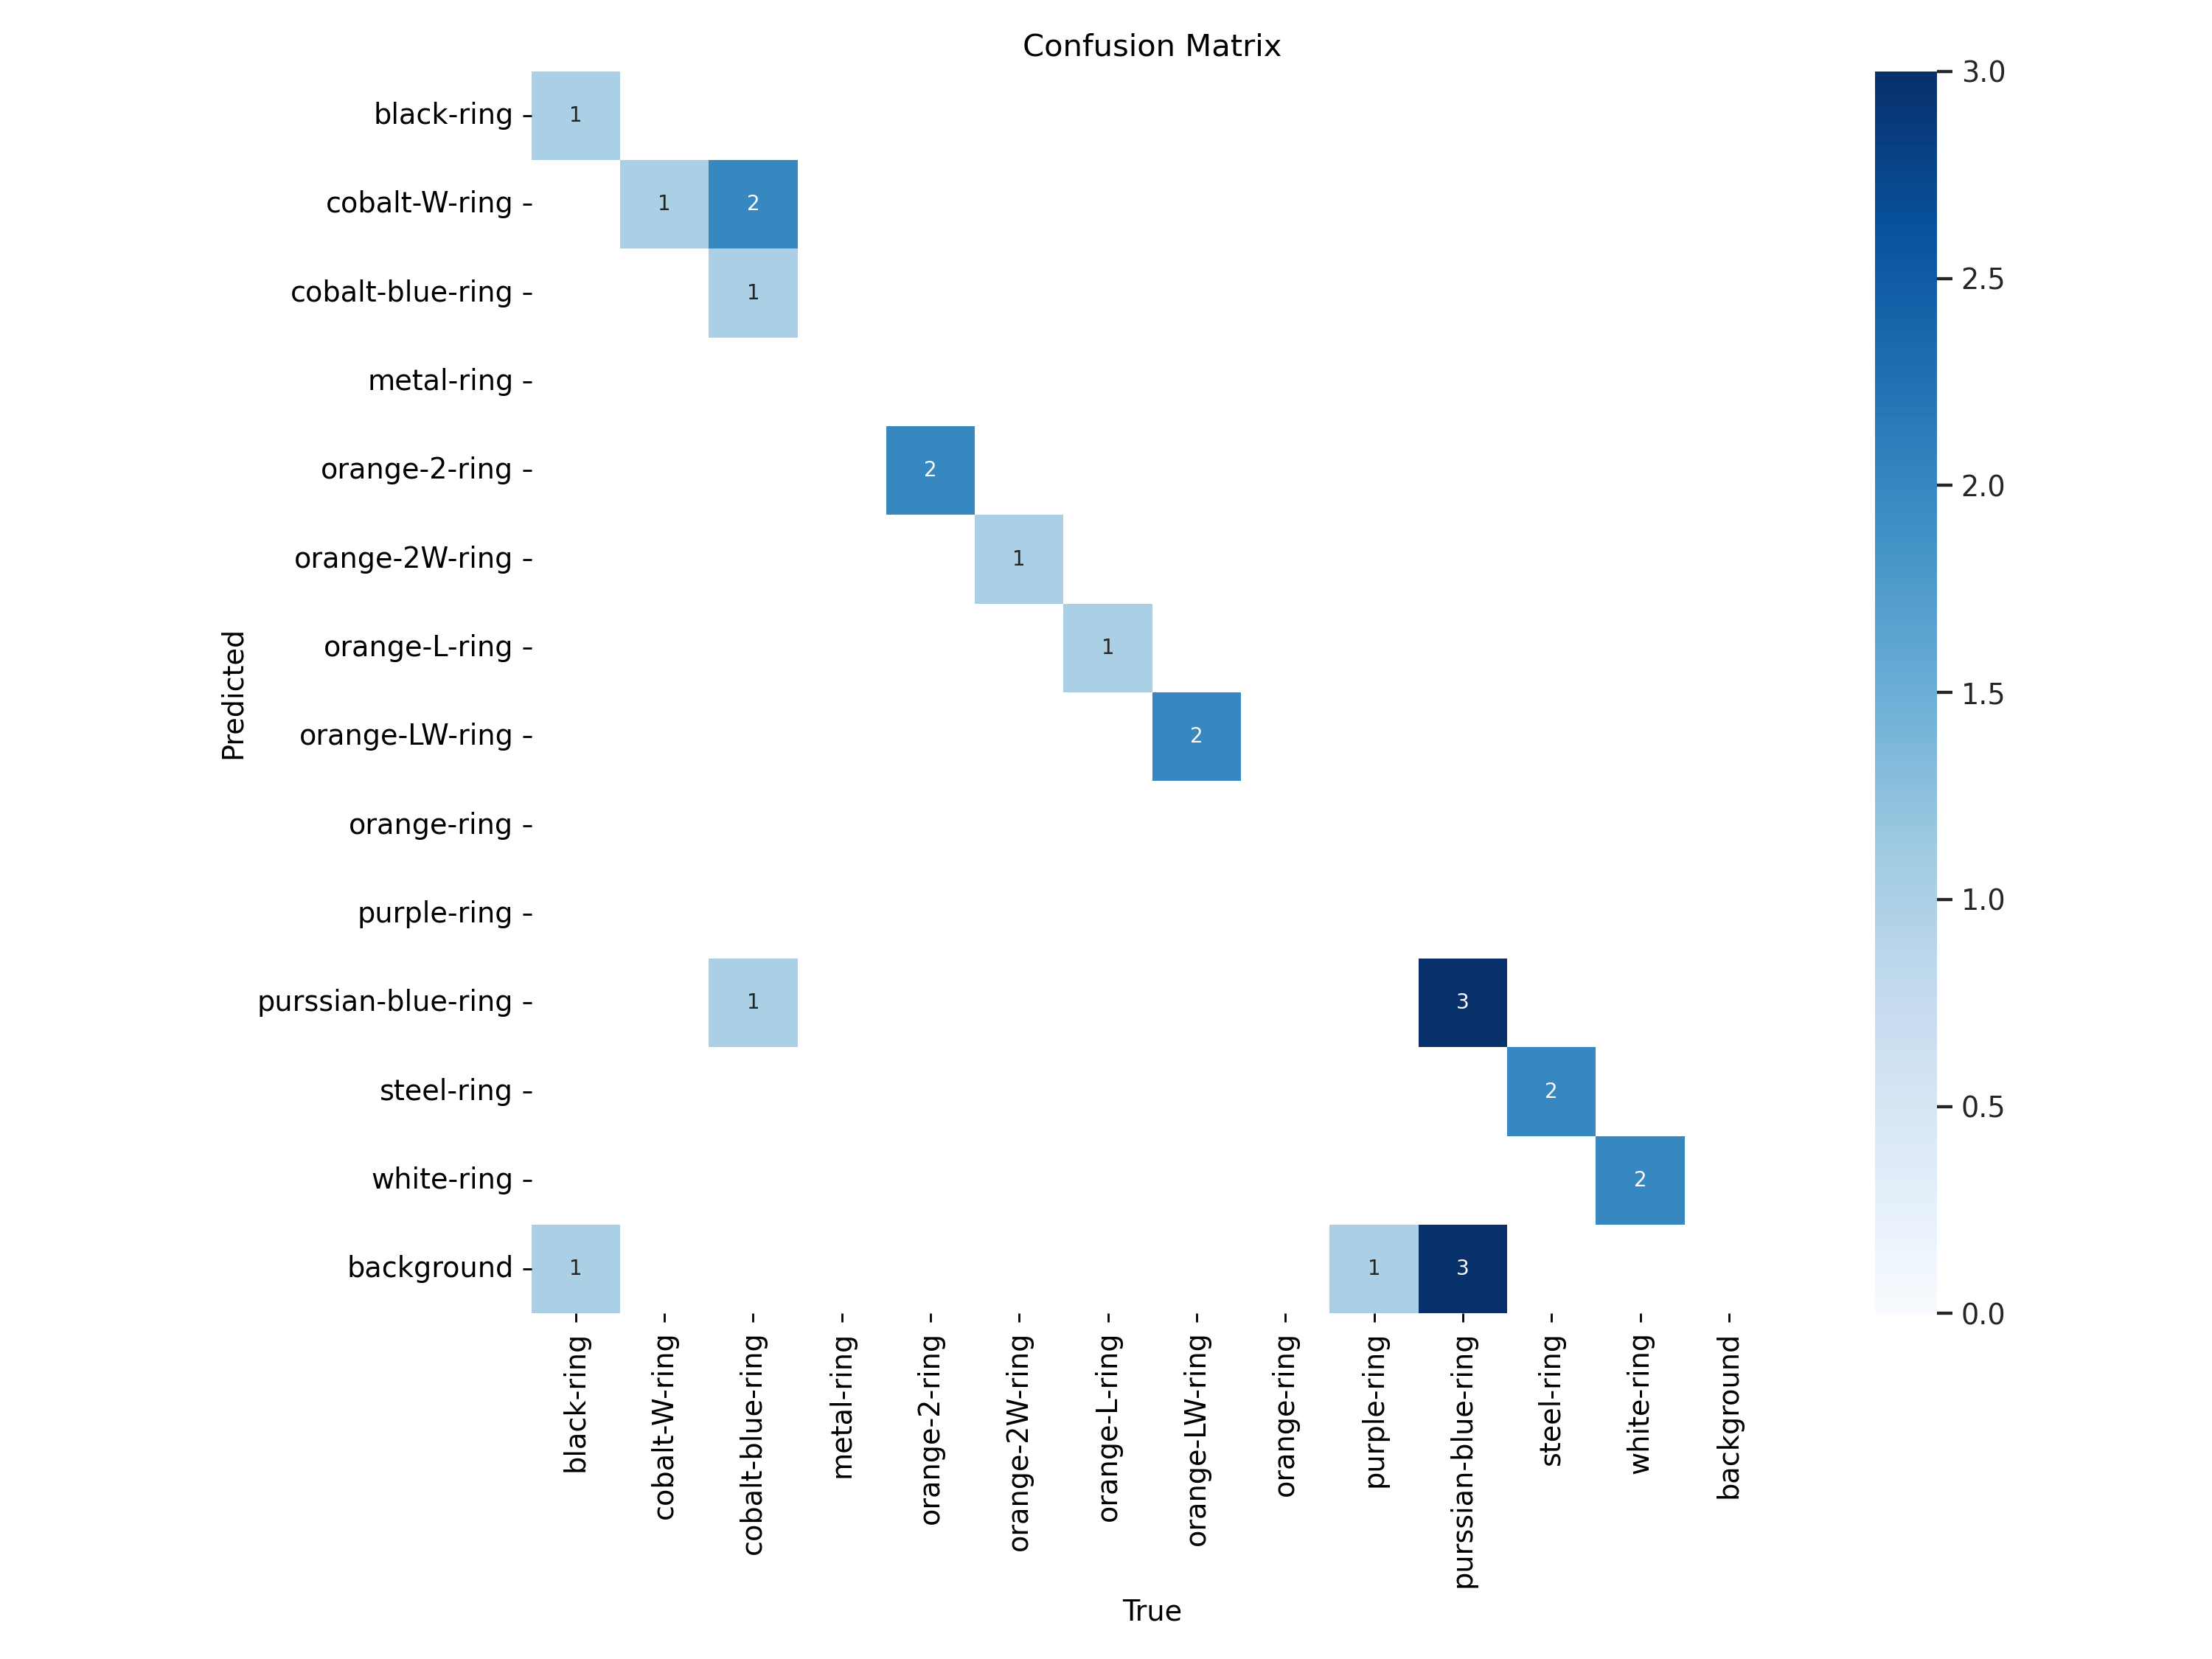 Confusion Matrix
black-ring
1
cobalt-W-ring
1 2
cobalt-blue-ring
1
metal-ring
orange-2-ring
2
orange-2W-ring
1
orange-L-ring
1
orange-LW-ring
2
orange-ring
purple-ring
purssian-blue-ring
1 3
steel-ring
2
white-ring
2
background
1 1 3
Predicted
black-ring
cobalt-W-ring
cobalt-blue-ring
metal-ring
orange-2-ring
orange-2W-ring
orange-L-ring
orange-LW-ring
orange-ring
purple-ring
purssian-blue-ring
steel-ring
white-ring
background
True
3.0
2.5
2.0
1.5
1.0
0.5
0.0